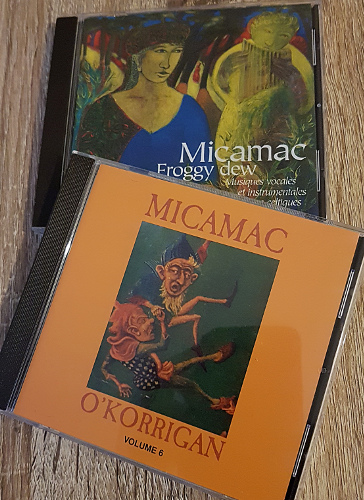 Micamac
Froggy dew
Musiques vocales
et instrumentales
celtiques
MICAMAC
O'KORRIGAN
VOLUME 6